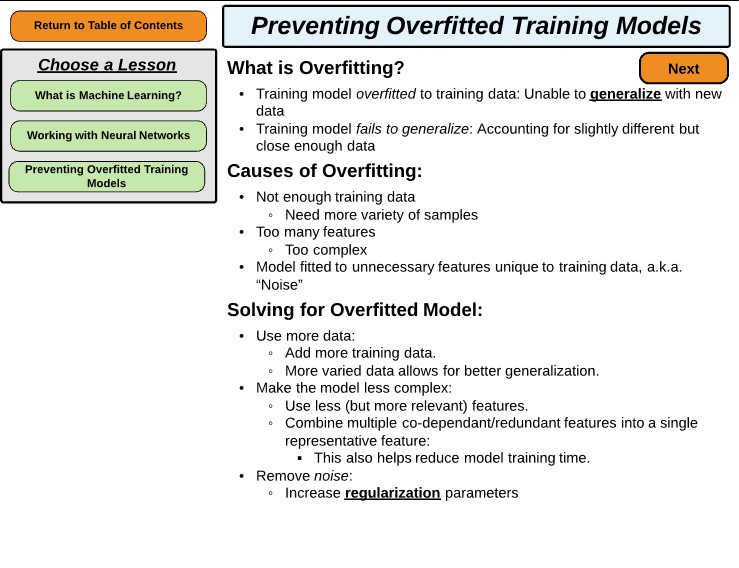 Return to Table of Contents
Choose a Lesson
What is Machine Learning?
Working with Neural Networks
Preventing Overfitted Training
Models
Preventing Overfitted Training Models
Next
What is Overfitting?
• Training model overfitted to training data: Unable to generalize with new
data
• Training model fails to generalize: Accounting for slightly different but
close enough data
Causes of Overfitting:
• Not enough training data
◦ Need more variety of samples
• Too many features
◦ Too complex
• Model fitted to unnecessary features unique to training data, a.k.a.
“Noise”
Solving for Overfitted Model:
• Use more data:
◦ Add more training data.
◦ More varied data allows for better generalization.
• Make the model less complex:
◦ Use less (but more relevant) features.
◦ Combine multiple co-dependant/redundant features into a single
representative feature:
▪ This also helps reduce model training time.
• Remove noise:
◦ Increase regularization parameters